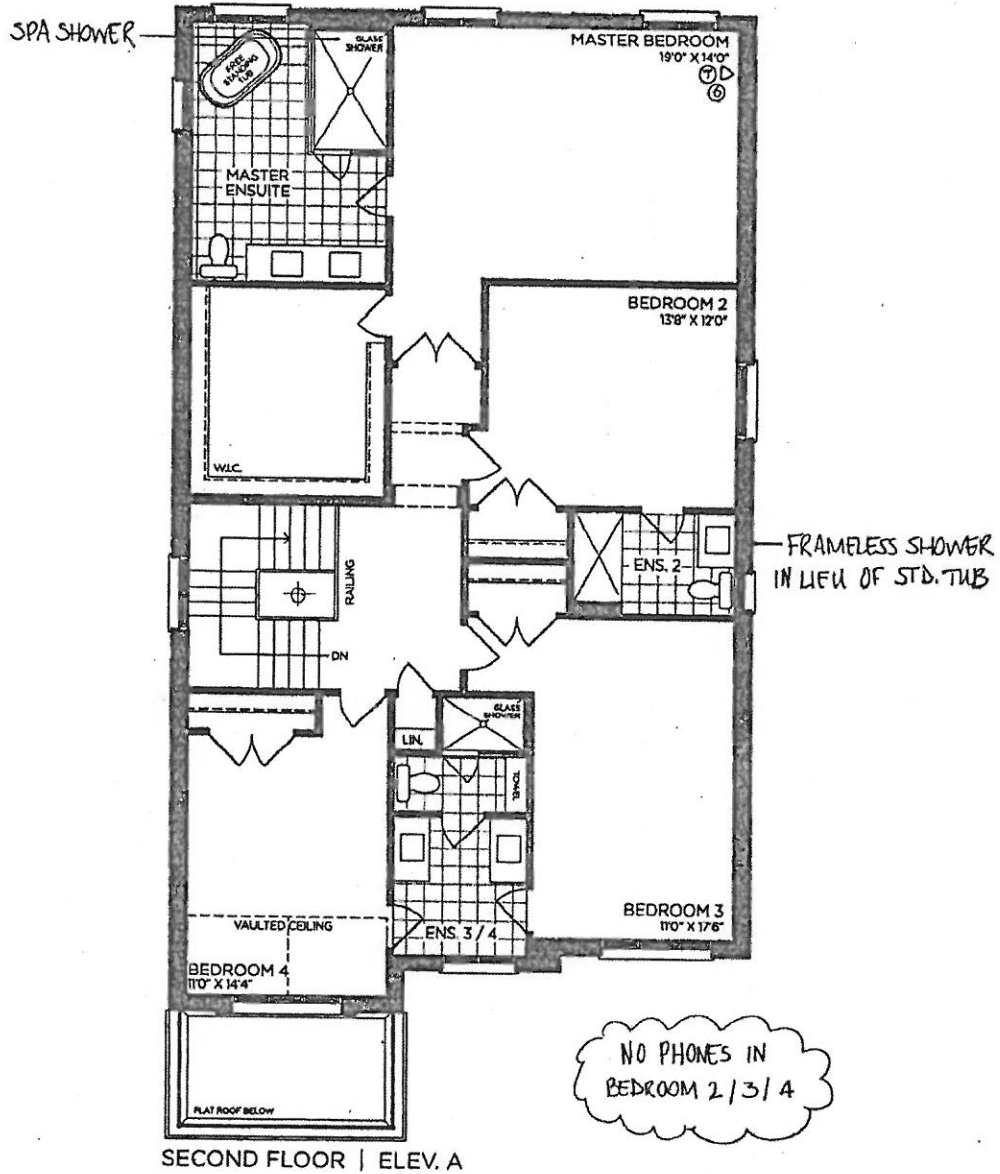 SPA SHOWER
GLASS
SHOWER
FREE
STANDING
TUB
MASTER BEDROOM
19'0" X 14'0"
T
6
MASTER
ENSUITE
BEDROOM 2
13'8" X 12'0"
W.I.C.
RAILING
DN
ENS. 2
FRAMELESS SHOWER
IN LIEU OF STD. TUB
GLASS
SHOWER
LIN.
TOWEL
VAULTED CEILING
ENS. 3 / 4
BEDROOM 3
11'0" X 17'6"
BEDROOM 4
11'0" X 14'4"
NO PHONES IN
BEDROOM 2/3/4
FLAT ROOF BELOW
SECOND FLOOR | ELEV. A